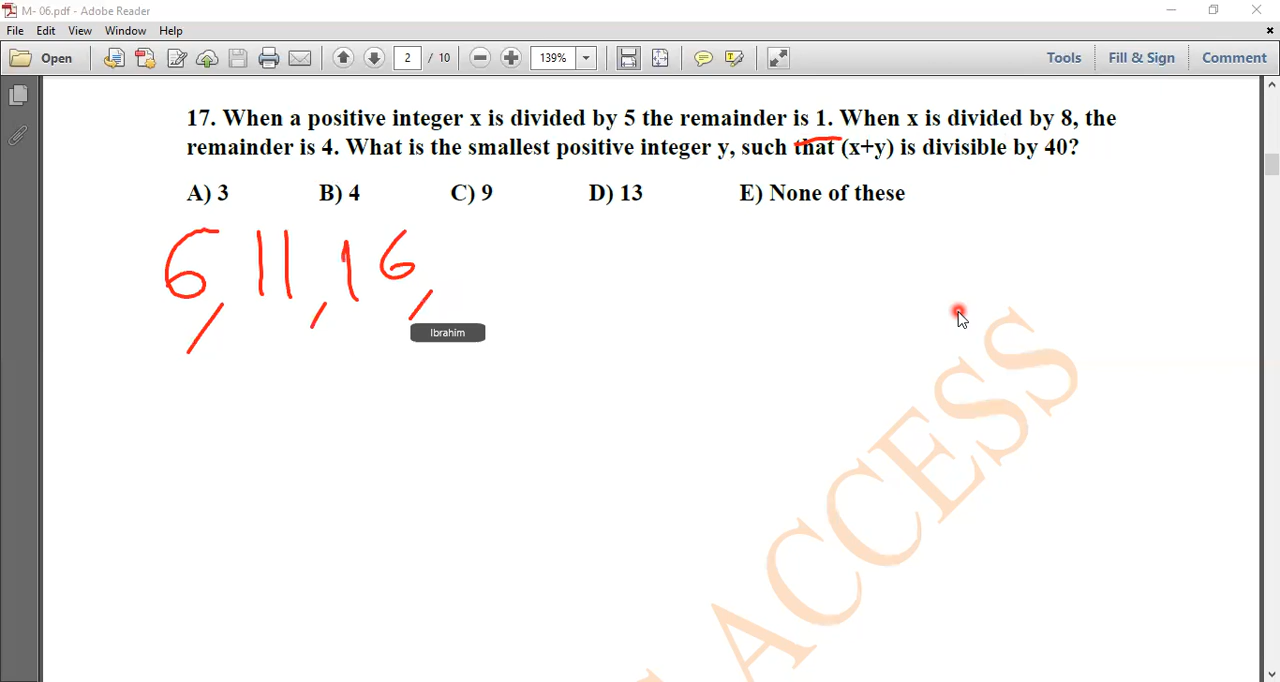 M- 06.pdf - Adobe Reader
File Edit View Window Help
Open 2 / 10 139% Tools Fill & Sign Comment
17. When a positive integer x is divided by 5 the remainder is 1. When x is divided by 8, the
remainder is 4. What is the smallest positive integer y, such that (x+y) is divisible by 40?
A) 3 B) 4 C) 9 D) 13 E) None of these
6, 11, 16,
Ibrahim
ACCESS